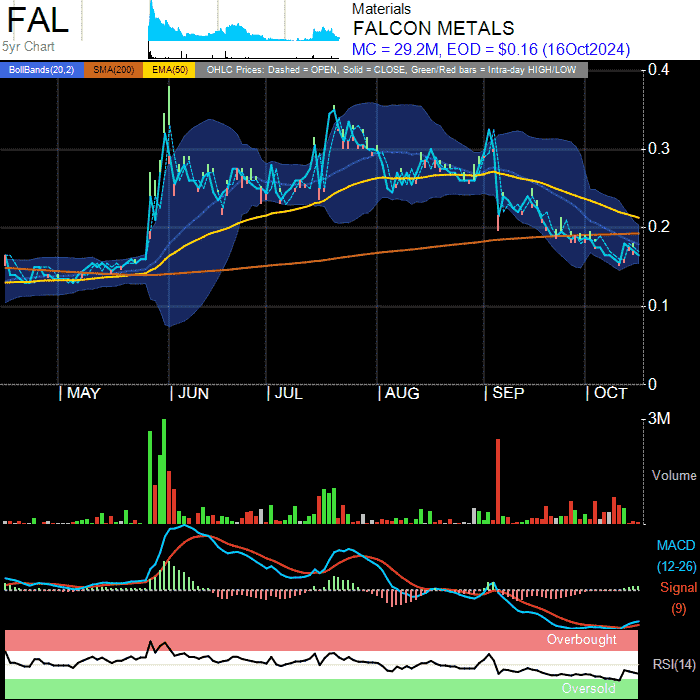 FAL
5yr Chart
Materials
FALCON METALS
MC = 29.2M, EOD = $0.16 (16Oct2024)
BollBands(20,2) SMA(200) EMA(50) OHLC Prices: Dashed = OPEN, Solid = CLOSE, Green/Red bars = Intra-day HIGH/LOW
0.4
0.3
0.2
0.1
0
MAY JUN JUL AUG SEP OCT
3M
Volume
MACD
(12-26)
Signal
(9)
Overbought
RSI(14)
Oversold